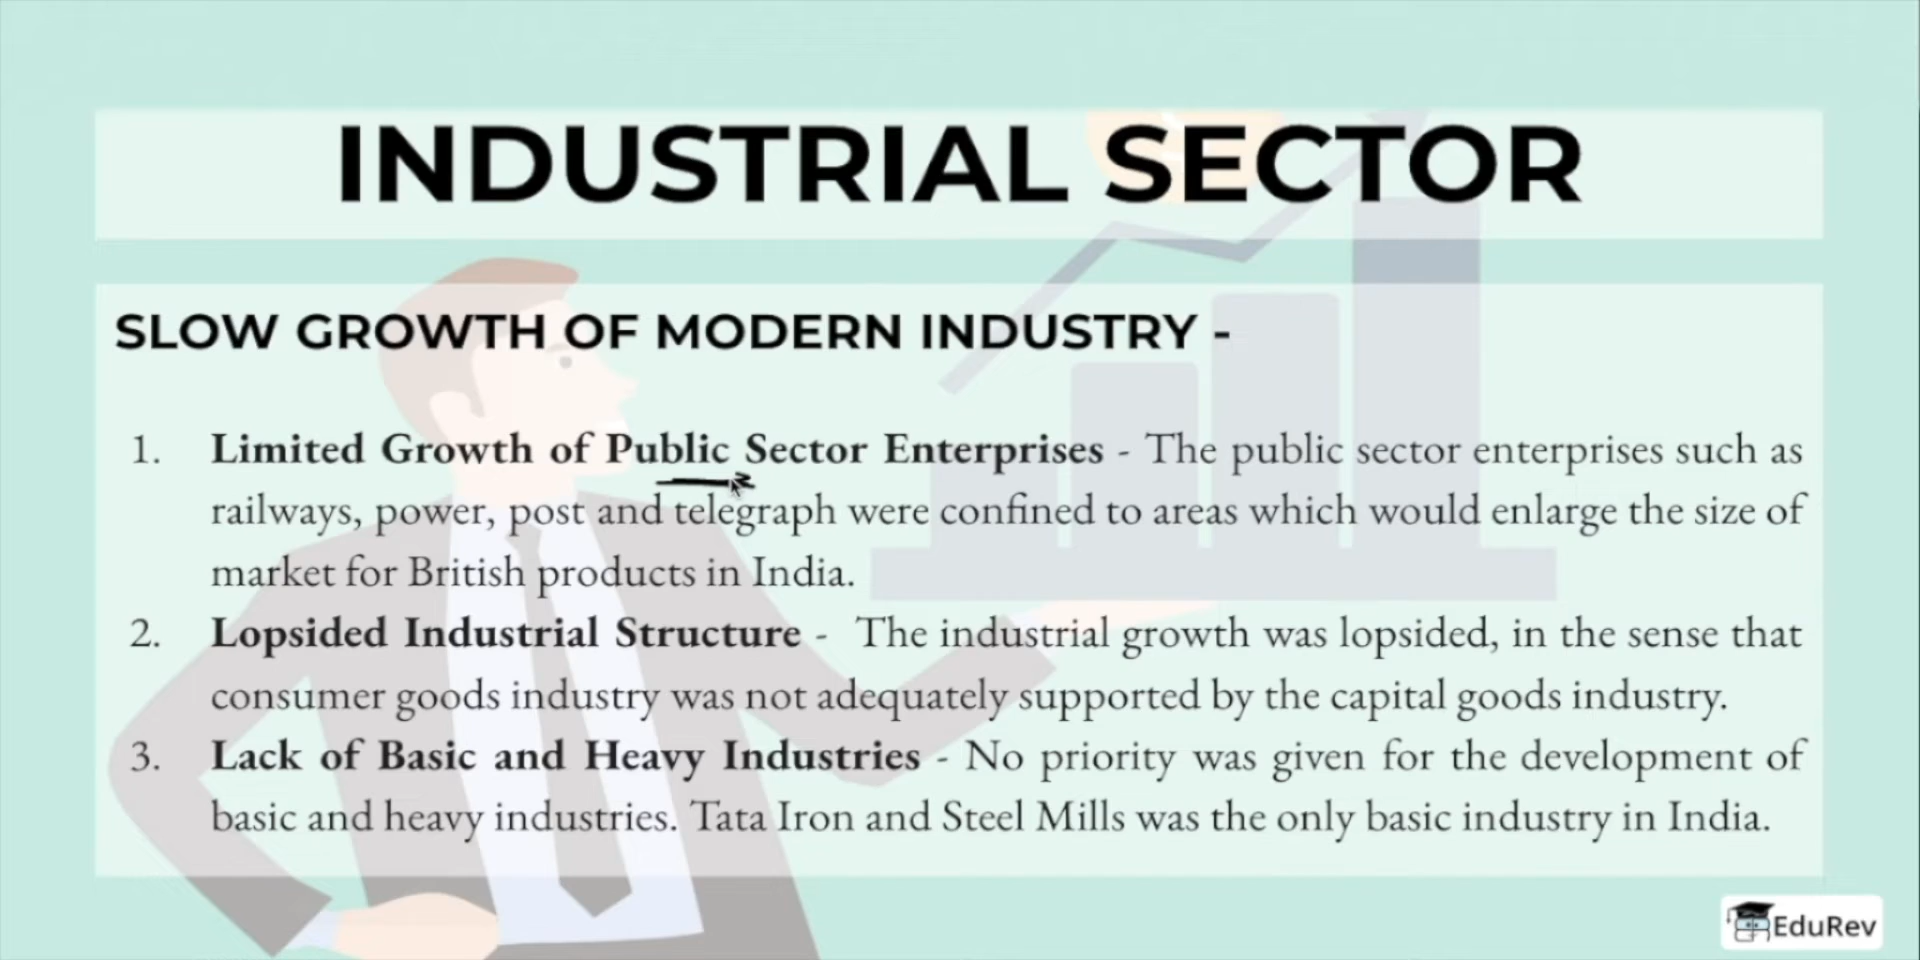 INDUSTRIAL SECTOR
SLOW GROWTH OF MODERN INDUSTRY -
1. Limited Growth of Public Sector Enterprises - The public sector enterprises such as
railways, power, post and telegraph were confined to areas which would enlarge the size of
market for British products in India.
2. Lopsided Industrial Structure - The industrial growth was lopsided, in the sense that
consumer goods industry was not adequately supported by the capital goods industry.
3. Lack of Basic and Heavy Industries - No priority was given for the development of
basic and heavy industries. Tata Iron and Steel Mills was the only basic industry in India.
EduRev